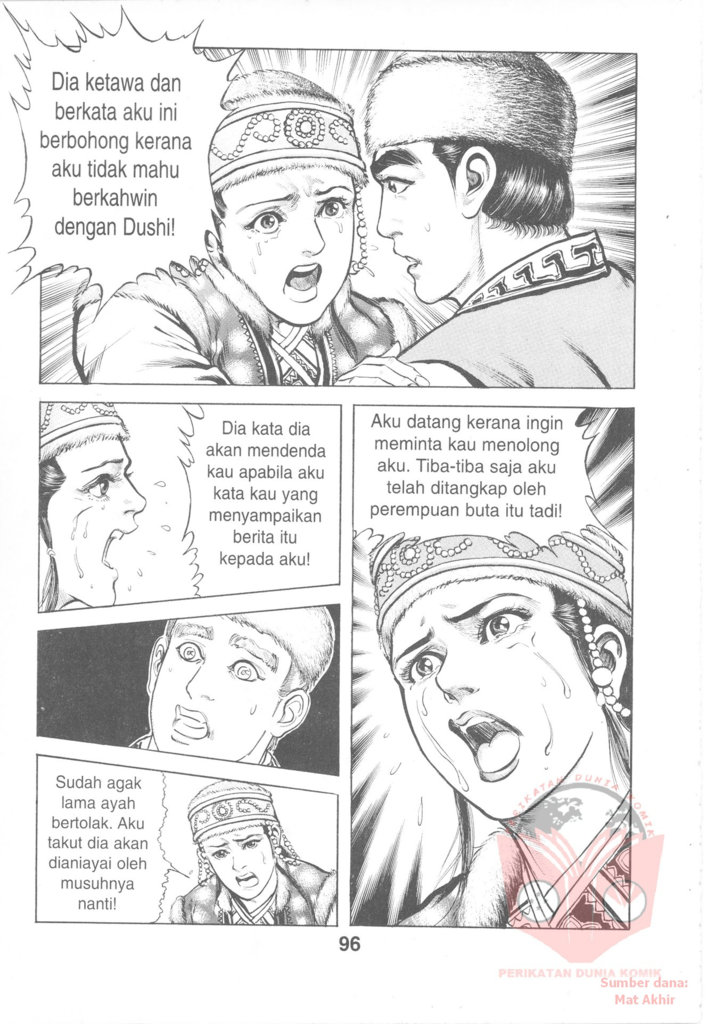 Dia ketawa dan
berkata aku ini
berbohong kerana
aku tidak mahu
berkahwin
dengan Dushi!
Dia kata dia
akan mendenda
kau apabila aku
kata kau yang
menyampaikan
berita itu
kepada aku!
Aku datang kerana ingin
meminta kau menolong
aku. Tiba-tiba saja aku
telah ditangkap oleh
perempuan buta itu tadi!
Sudah agak
lama ayah
bertolak. Aku
takut dia akan
dianiayai oleh
musuhnya
nanti!
96
PERIKATAN DUNIA KOMIK
PERIKATAN DUNIA KOMIK
Sumber dana:
Mat Akhir